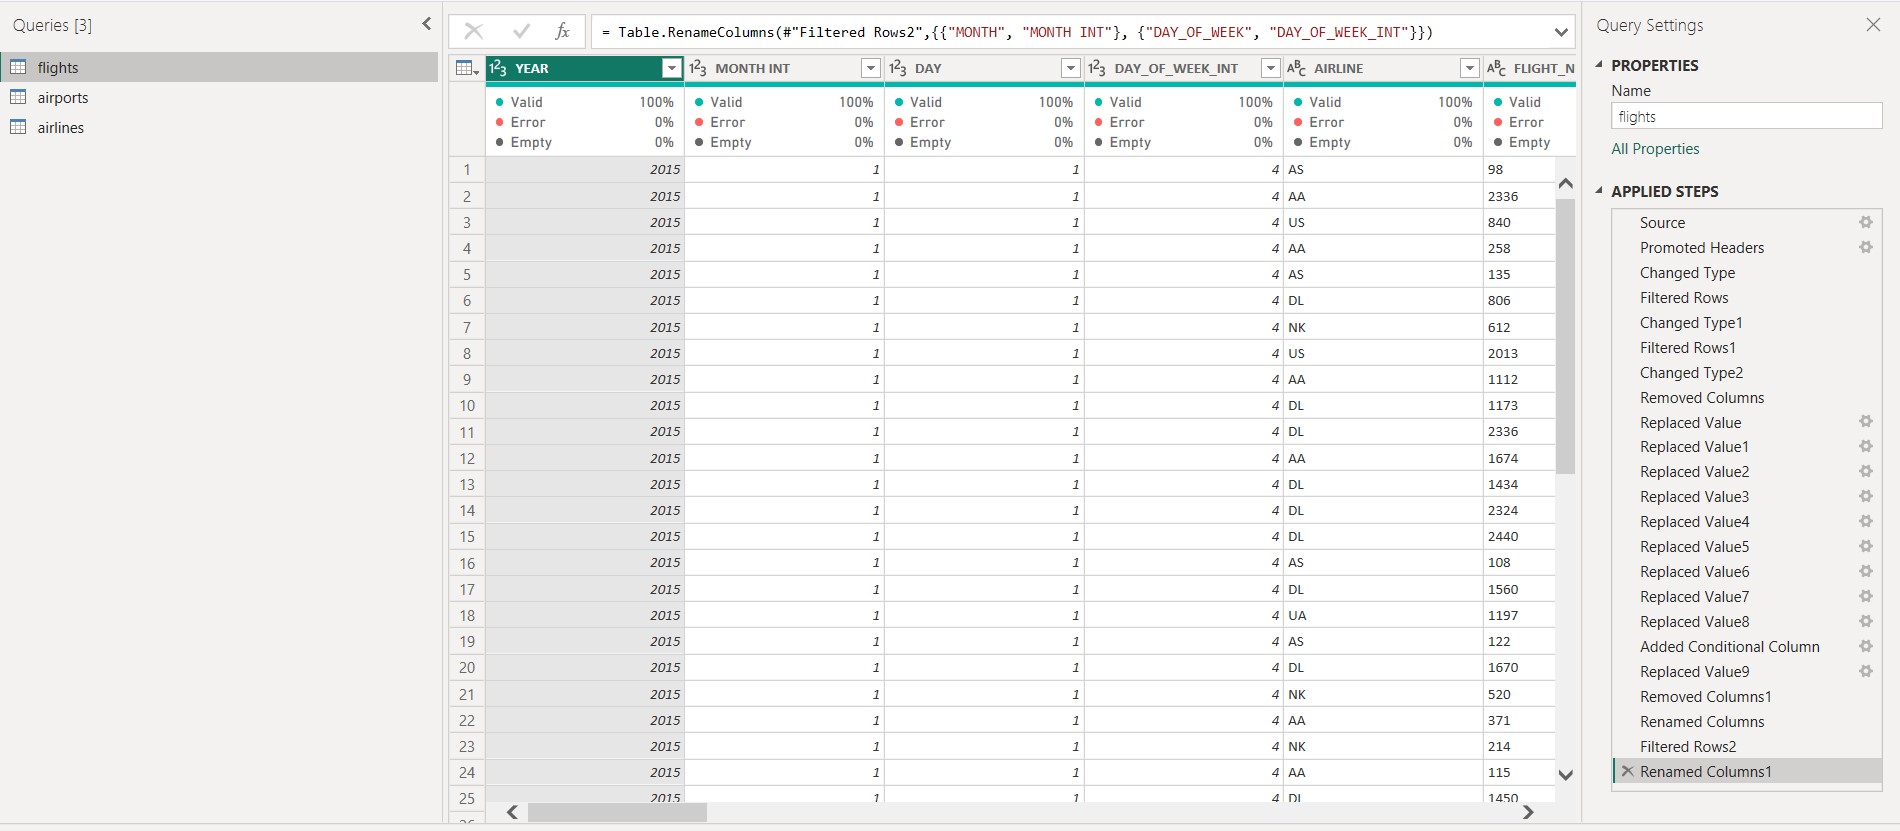 Queries [3]
flights
airports
airlines
fx
= Table.RenameColumns(#"Filtered Rows2",{{"MONTH", "MONTH INT"}, {"DAY_OF_WEEK", "DAY_OF_WEEK_INT"}})
1²3 YEAR 1²3 MONTH INT 1²3 DAY 1²3 DAY_OF_WEEK_INT ABC AIRLINE ABC FLIGHT_N
Valid 100% Valid 100% Valid 100% Valid 100% Valid 100% Valid
Error 0% Error 0% Error 0% Error 0% Error 0% Error
Empty 0% Empty 0% Empty 0% Empty 0% Empty 0% Empty
1 2015 1 1 4 AS 98
2 2015 1 1 4 AA 2336
3 2015 1 1 4 US 840
4 2015 1 1 4 AA 258
5 2015 1 1 4 AS 135
6 2015 1 1 4 DL 806
7 2015 1 1 4 NK 612
8 2015 1 1 4 US 2013
9 2015 1 1 4 AA 1112
10 2015 1 1 4 DL 1173
11 2015 1 1 4 DL 2336
12 2015 1 1 4 AA 1674
13 2015 1 1 4 DL 1434
14 2015 1 1 4 DL 2324
15 2015 1 1 4 DL 2440
16 2015 1 1 4 AS 108
17 2015 1 1 4 DL 1560
18 2015 1 1 4 UA 1197
19 2015 1 1 4 AS 122
20 2015 1 1 4 DL 1670
21 2015 1 1 4 NK 520
22 2015 1 1 4 AA 371
23 2015 1 1 4 NK 214
24 2015 1 1 4 AA 115
25 2015 1 1 4 DL 1450
Query Settings
PROPERTIES
Name
flights
All Properties
APPLIED STEPS
Source
Promoted Headers
Changed Type
Filtered Rows
Changed Type1
Filtered Rows1
Changed Type2
Removed Columns
Replaced Value
Replaced Value1
Replaced Value2
Replaced Value3
Replaced Value4
Replaced Value5
Replaced Value6
Replaced Value7
Replaced Value8
Added Conditional Column
Replaced Value9
Removed Columns1
Renamed Columns
Filtered Rows2
Renamed Columns1